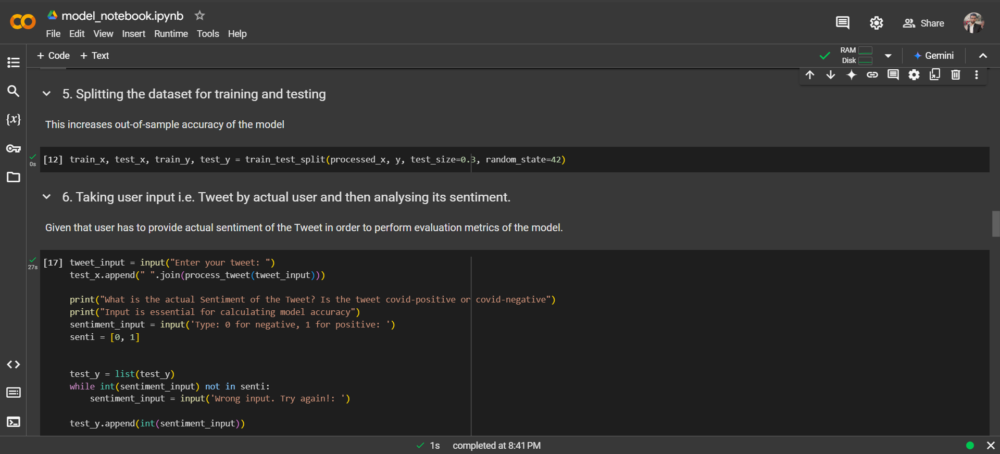 model_notebook.ipynb
File Edit View Insert Runtime Tools Help
Share
+ Code + Text
RAM
Disk
Gemini
5. Splitting the dataset for training and testing
This increases out-of-sample accuracy of the model
[12] train_x, test_x, train_y, test_y = train_test_split(processed_x, y, test_size=0.3, random_state=42)
0s
6. Taking user input i.e. Tweet by actual user and then analysing its sentiment.
Given that user has to provide actual sentiment of the Tweet in order to perform evaluation metrics of the model.
[17] tweet_input = input("Enter your tweet: ")
27s
test_x.append(" ".join(process_tweet(tweet_input)))
print("What is the actual Sentiment of the Tweet? Is the tweet covid-positive or covid-negative")
print("Input is essential for calculating model accuracy")
sentiment_input = input('Type: 0 for negative, 1 for positive: ')
senti = [0, 1]
test_y = list(test_y)
while int(sentiment_input) not in senti:
    sentiment_input = input('Wrong input. Try again!: ')
test_y.append(int(sentiment_input))
1s completed at 8:41 PM